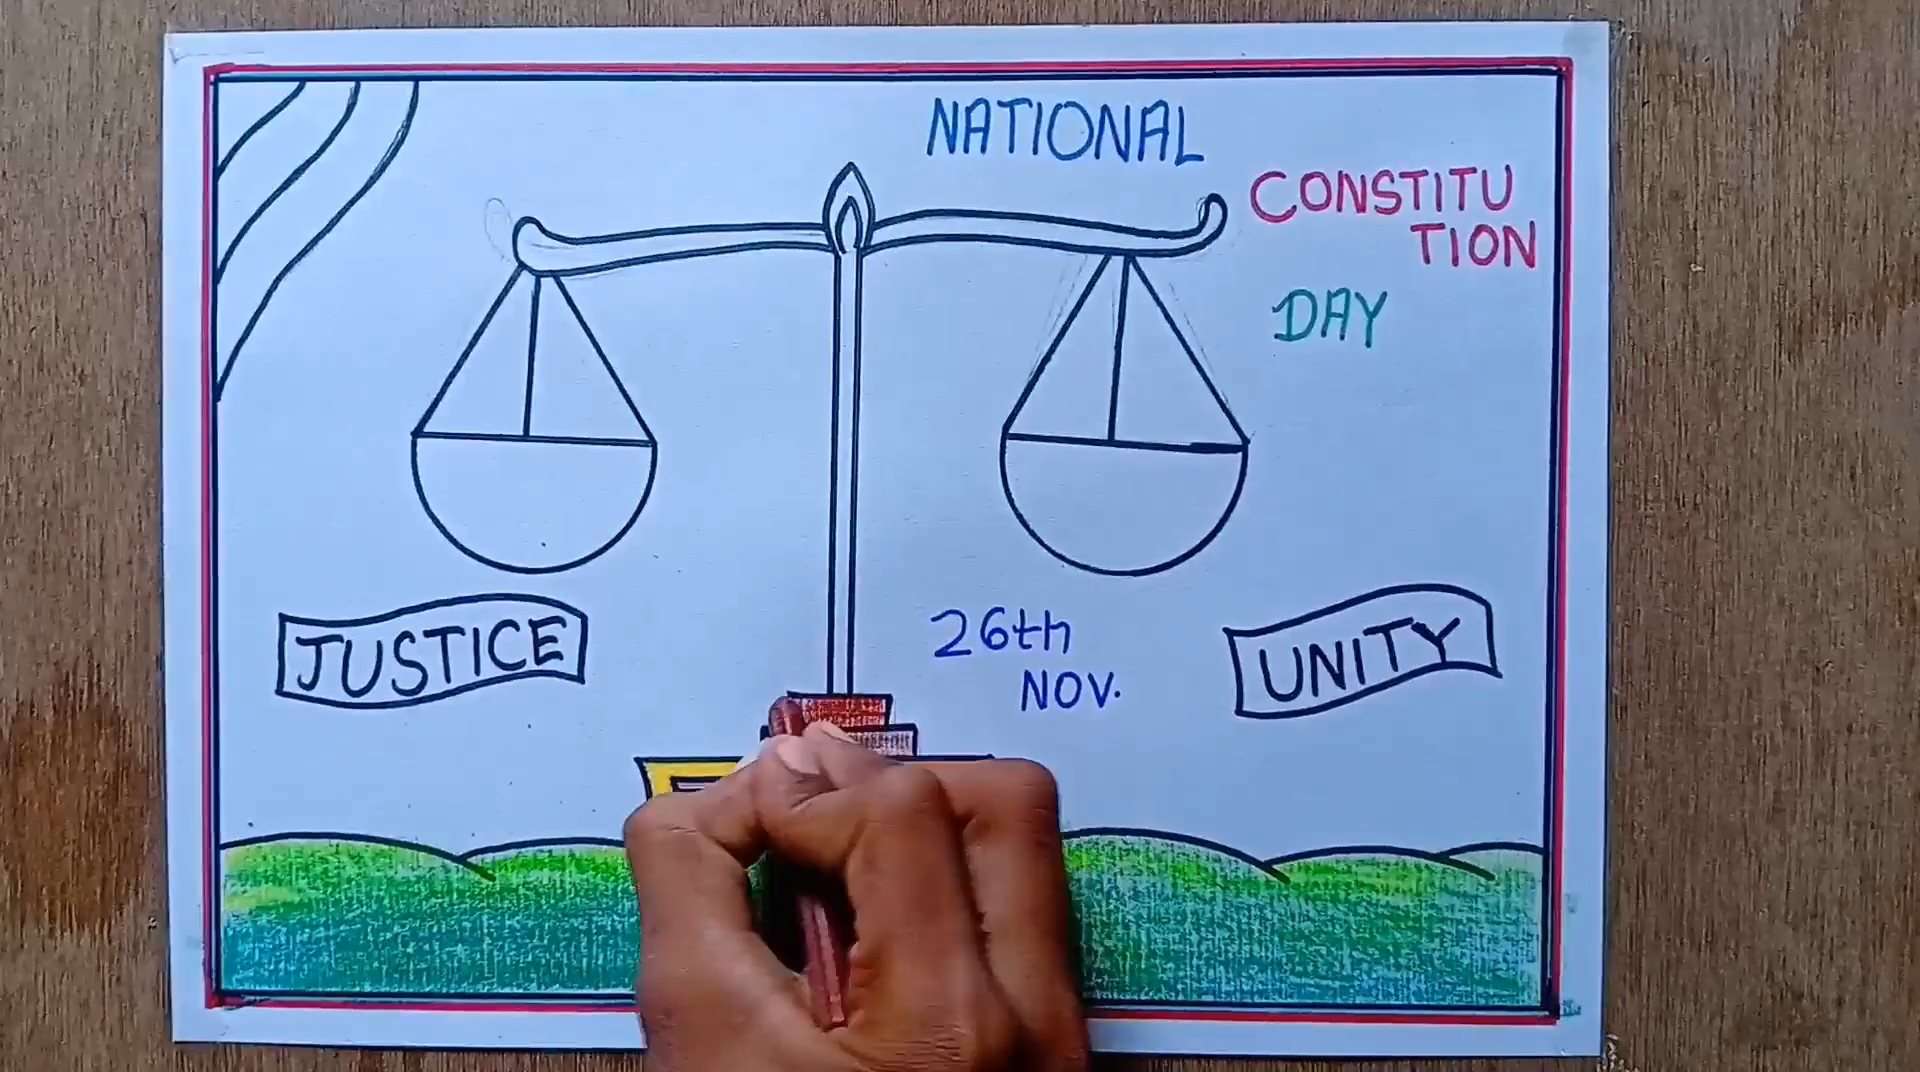 NATIONAL
CONSTITU
TION
DAY
JUSTICE
26th
NOV.
UNITY